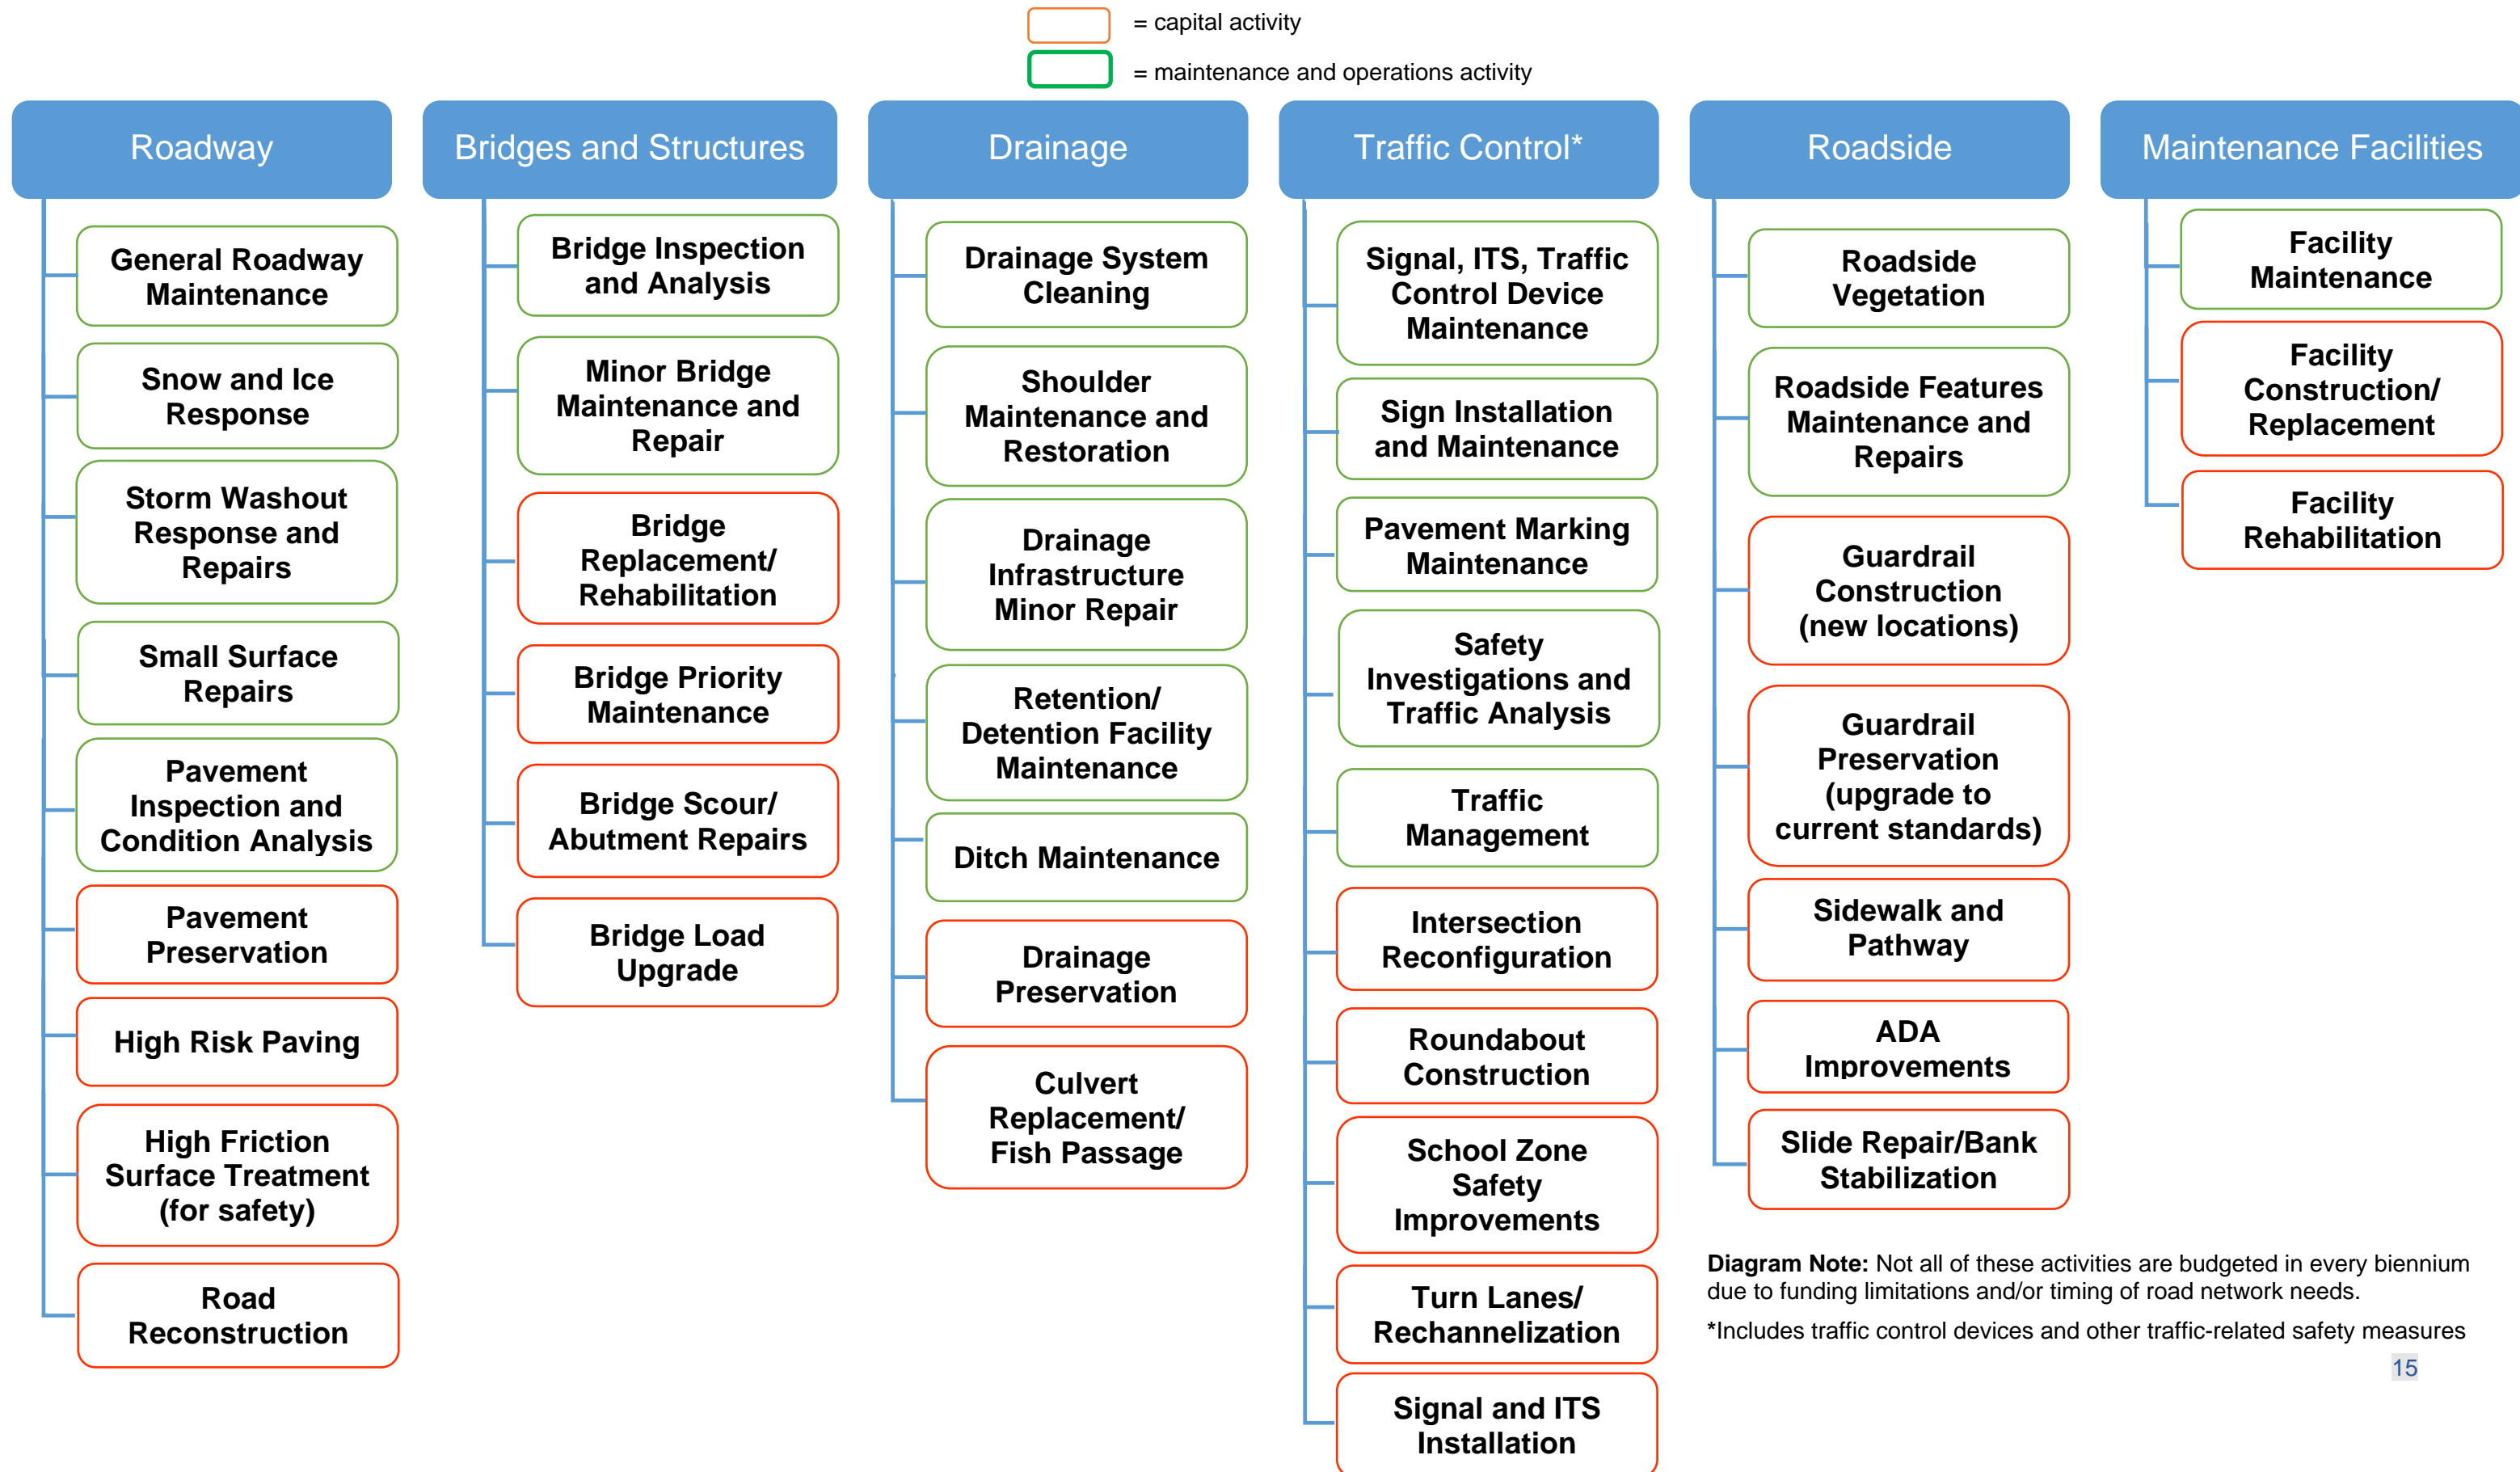 = capital activity
= maintenance and operations activity
Roadway
General Roadway
Maintenance
Snow and Ice
Response
Storm Washout
Response and
Repairs
Small Surface
Repairs
Pavement
Inspection and
Condition Analysis
Pavement
Preservation
High Risk Paving
High Friction
Surface Treatment
(for safety)
Road
Reconstruction
Bridges and Structures
Bridge Inspection
and Analysis
Minor Bridge
Maintenance and
Repair
Bridge
Replacement/
Rehabilitation
Bridge Priority
Maintenance
Bridge Scour/
Abutment Repairs
Bridge Load
Upgrade
Drainage
Drainage System
Cleaning
Shoulder
Maintenance and
Restoration
Drainage
Infrastructure
Minor Repair
Retention/
Detention Facility
Maintenance
Ditch Maintenance
Drainage
Preservation
Culvert
Replacement/
Fish Passage
Traffic Control*
Signal, ITS, Traffic
Control Device
Maintenance
Sign Installation
and Maintenance
Pavement Marking
Maintenance
Safety
Investigations and
Traffic Analysis
Traffic
Management
Intersection
Reconfiguration
Roundabout
Construction
School Zone
Safety
Improvements
Turn Lanes/
Rechannelization
Signal and ITS
Installation
Roadside
Roadside
Vegetation
Roadside Features
Maintenance and
Repairs
Guardrail
Construction
(new locations)
Guardrail
Preservation
(upgrade to
current standards)
Sidewalk and
Pathway
ADA
Improvements
Slide Repair/Bank
Stabilization
Maintenance Facilities
Facility
Maintenance
Facility
Construction/
Replacement
Facility
Rehabilitation
Diagram Note: Not all of these activities are budgeted in every biennium
due to funding limitations and/or timing of road network needs.
*Includes traffic control devices and other traffic-related safety measures
15